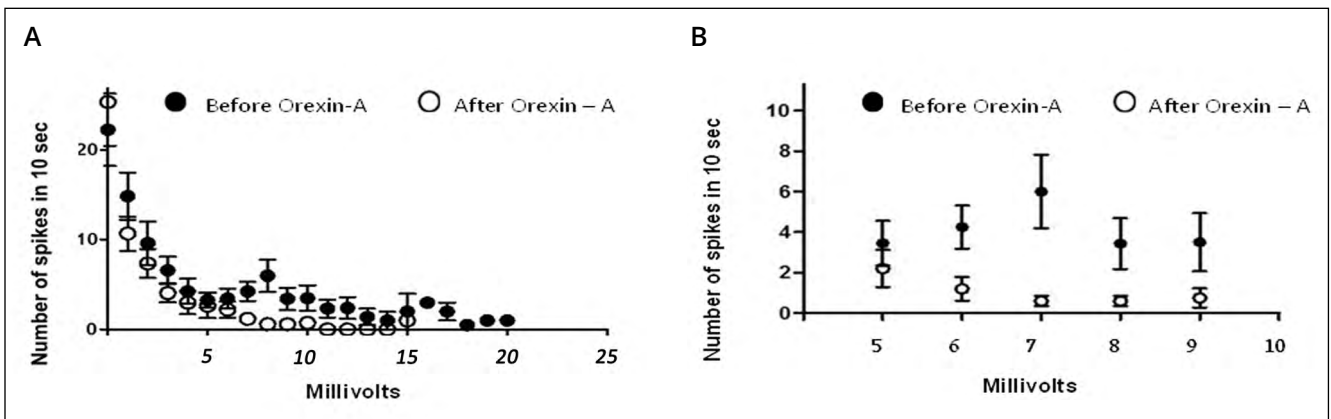 A
Number of spikes in 10 sec
Before Orexin-A
After Orexin – A
20
10
0
5
10
15
20
25
Millivolts
B
Number of spikes in 10 sec
Before Orexin-A
After Orexin – A
10
8
6
4
2
0
5
6
7
8
9
10
Millivolts